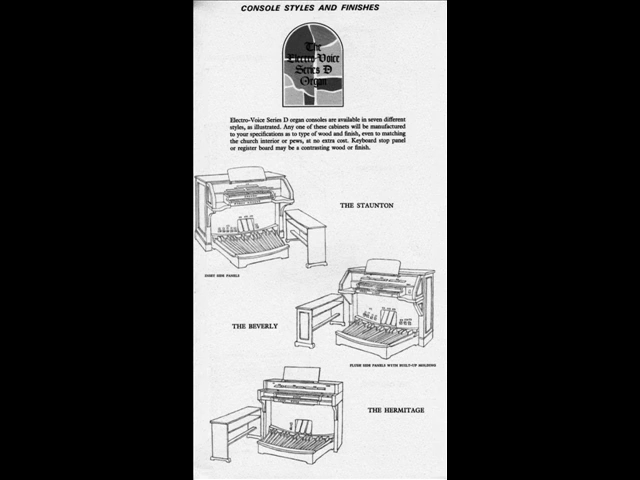 CONSOLE STYLES AND FINISHES
The
Electro-Voice
Series D
Organ
Electro-Voice Series D organ consoles are available in seven different
styles, as illustrated. Any one of these cabinets will be manufactured
to your specifications as to type of wood and finish, even to matching
the church interior or pews, at no extra cost. Keyboard stop panel
or register board may be a contrasting wood or finish.
THE STAUNTON
INSET SIDE PANELS
THE BEVERLY
FLUSH SIDE PANELS WITH BUILT-UP MOLDING
THE HERMITAGE